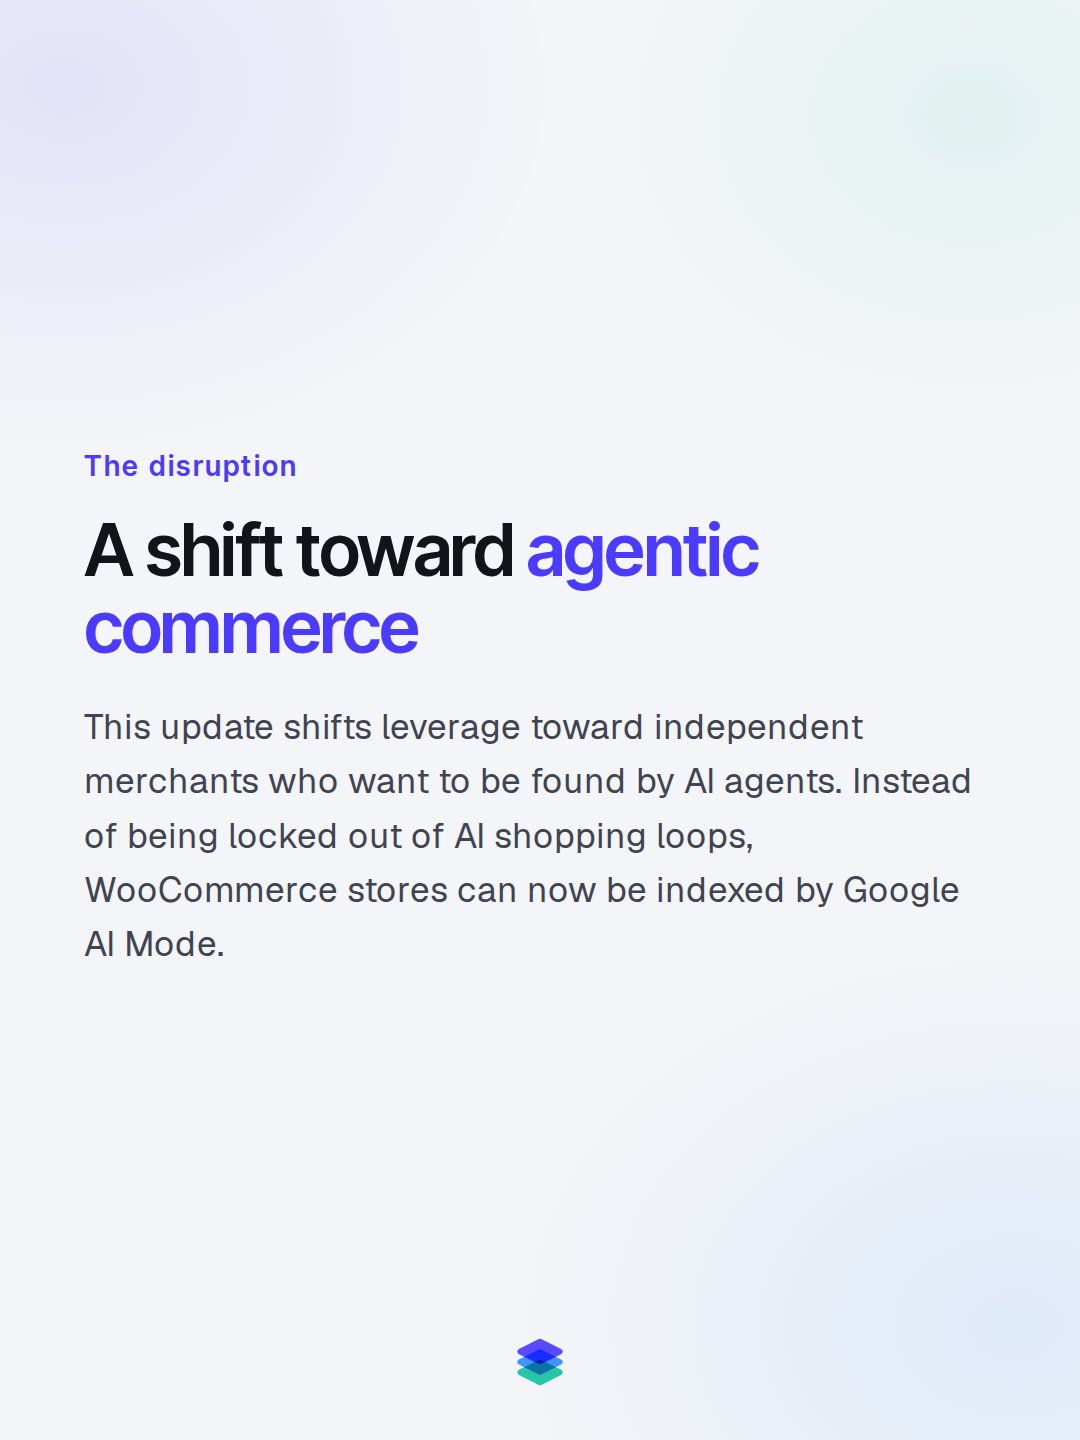 The disruption
A shift toward agentic
commerce
This update shifts leverage toward independent
merchants who want to be found by AI agents. Instead
of being locked out of AI shopping loops,
WooCommerce stores can now be indexed by Google
AI Mode.